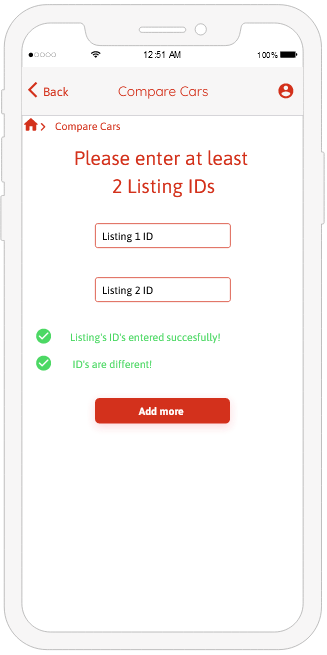 12:51 AM 100%
Back Compare Cars
Compare Cars
Please enter at least
2 Listing IDs
Listing 1 ID
Listing 2 ID
Listing's ID's entered succesfully!
ID's are different!
Add more